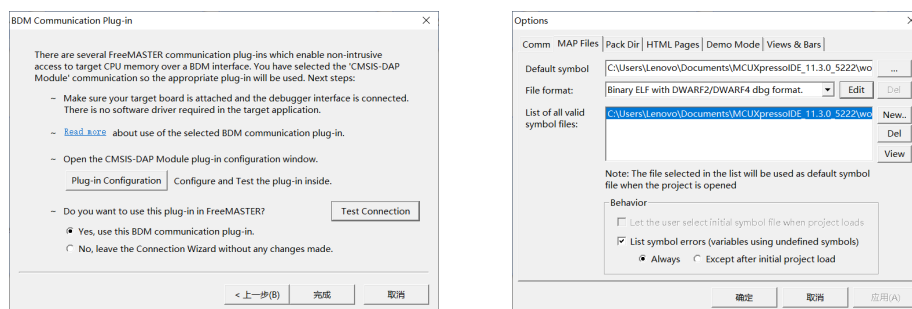 BDM Communication Plug-in
There are several FreeMASTER communication plug-ins which enable non-intrusive
access to target CPU memory over a BDM interface. You have selected the 'CMSIS-DAP
Module' communication so the appropriate plug-in will be used. Next steps:
– Make sure your target board is attached and the debugger interface is connected.
There is no software driver required in the target application.
~ Read more about use of the selected BDM communication plug-in.
– Open the CMSIS-DAP Module plug-in configuration window.
Plug-in Configuration Configure and Test the plug-in inside.
– Do you want to use this plug-in in FreeMASTER? Test Connection
Yes, use this BDM communication plug-in.
No, leave the Connection Wizard without any changes made.
< 上一步(B) 完成 取消
Options
Comm MAP Files Pack Dir HTML Pages Demo Mode Views & Bars
Default symbol C:\Users\Lenovo\Documents\MCUXpressoIDE_11.3.0_5222\wo ...
File format: Binary ELF with DWARF2/DWARF4 dbg format. Edit Del
List of all valid
symbol files:
C:\Users\Lenovo\Documents\MCUXpressoIDE_11.3.0_5222\wo New..
Del
View
Note: The file selected in the list will be used as default symbol
file when the project is opened
Behavior
Let the user select initial symbol file when project loads
List symbol errors (variables using undefined symbols)
Always Except after initial project load
确定 取消 应用(A)